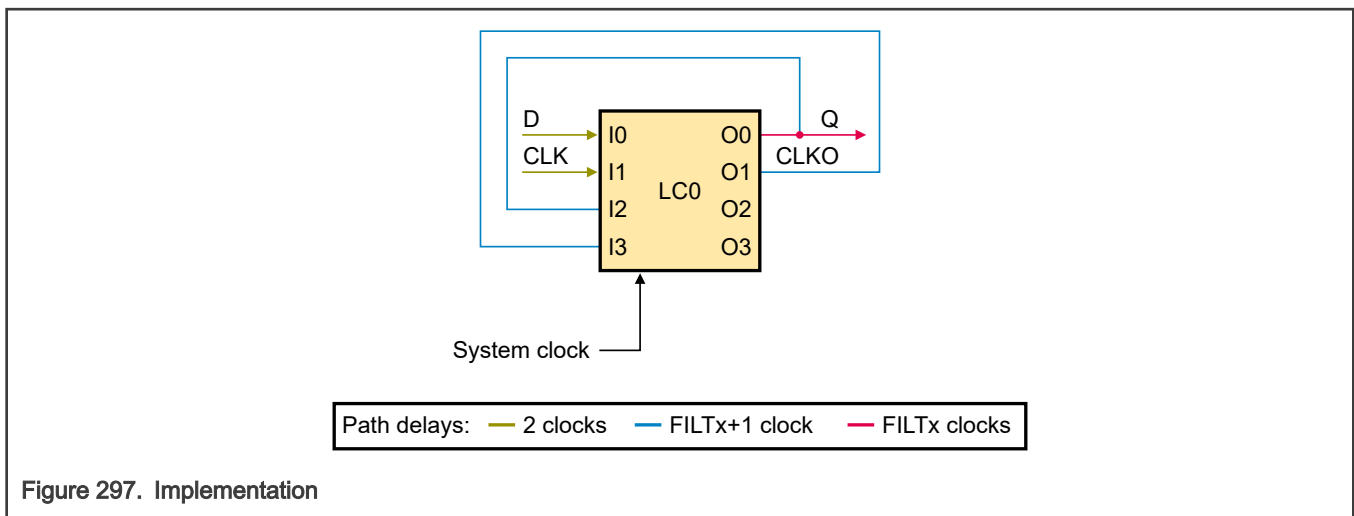 D
Q
I0
O0
CLK
CLKO
I1
O1
LC0
I2
O2
I3
O3
System clock
Path delays: 2 clocks FILTx+1 clock FILTx clocks
Figure 297. Implementation